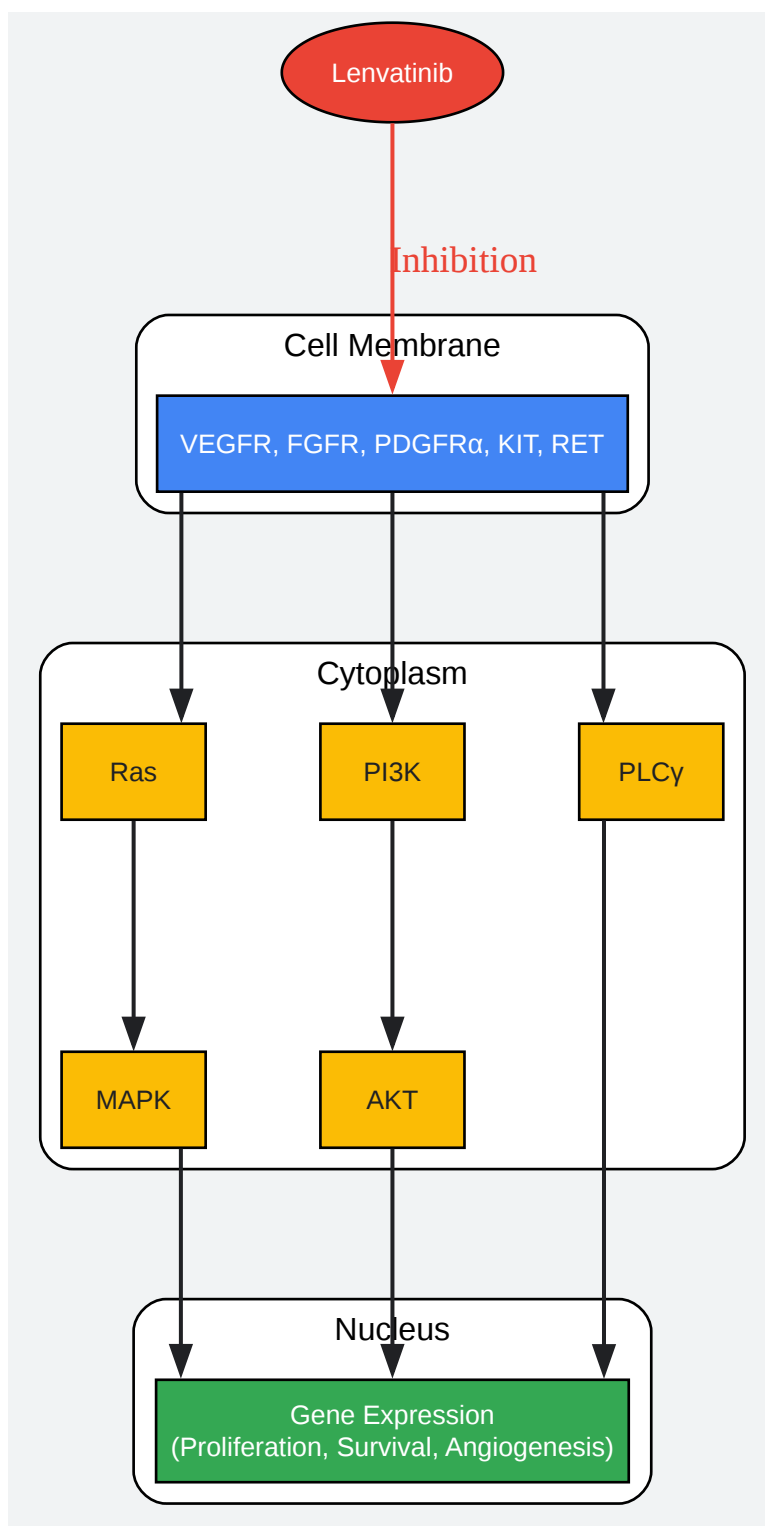 Lenvatinib
Inhibition
Cell Membrane
VEGFR, FGFR, PDGFRα, KIT, RET
Cytoplasm
Ras
PI3K
PLCγ
MAPK
AKT
Nucleus
Gene Expression
(Proliferation, Survival, Angiogenesis)